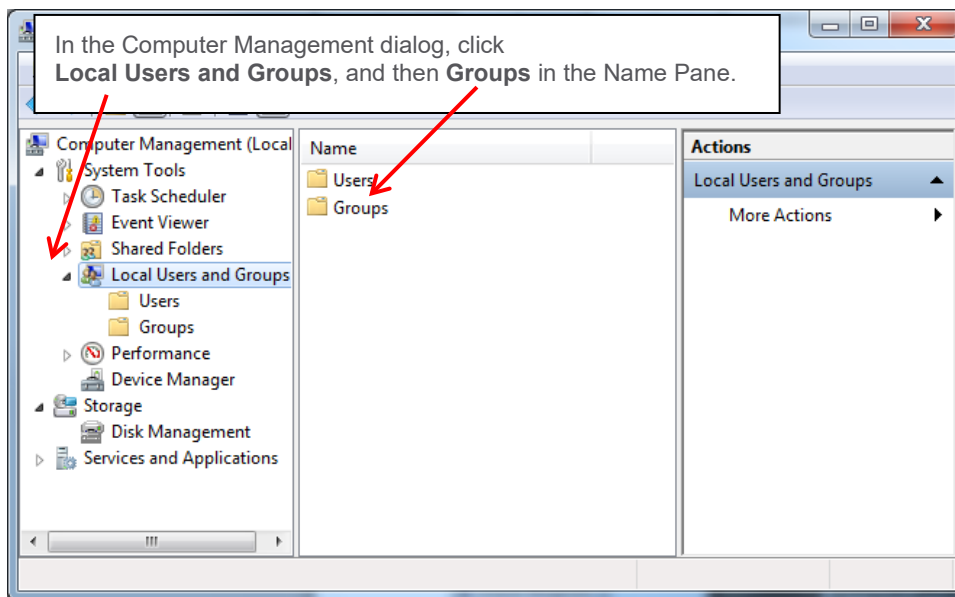 In the Computer Management dialog, click
Local Users and Groups, and then Groups in the Name Pane.
Computer Management (Local
System Tools
Task Scheduler
Event Viewer
Shared Folders
Local Users and Groups
Users
Groups
Performance
Device Manager
Storage
Disk Management
Services and Applications
Name
Users
Groups
Actions
Local Users and Groups
More Actions